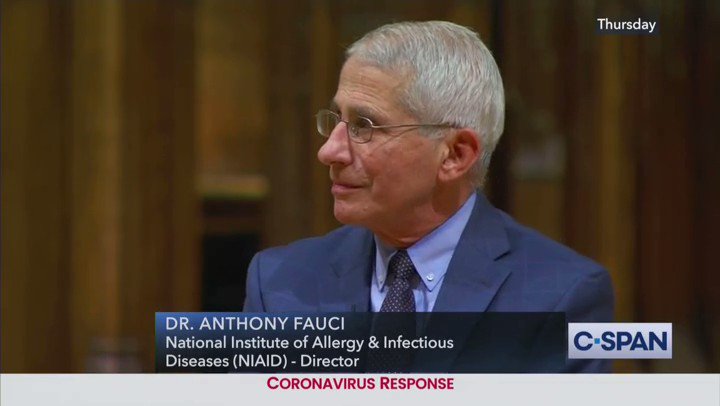 Thursday
DR. ANTHONY FAUCI
National Institute of Allergy & Infectious
Diseases (NIAID) - Director
C-SPAN
CORONAVIRUS RESPONSE